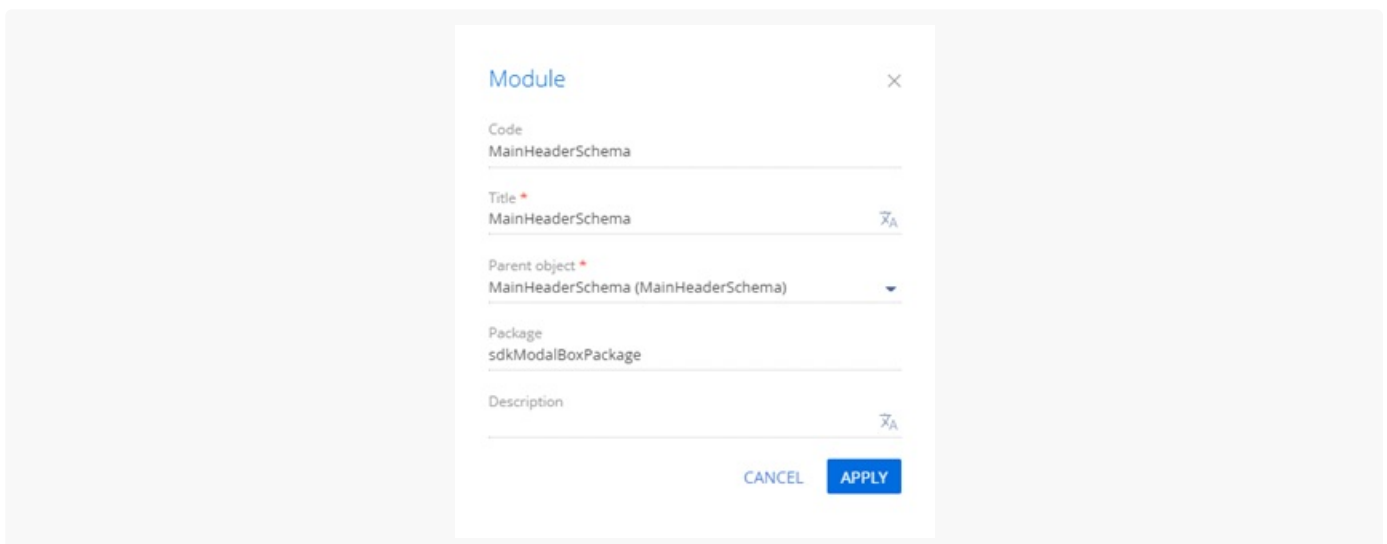 Module
Code
MainHeaderSchema
Title *
MainHeaderSchema
Parent object *
MainHeaderSchema (MainHeaderSchema)
Package
sdkModalBoxPackage
Description
CANCEL APPLY